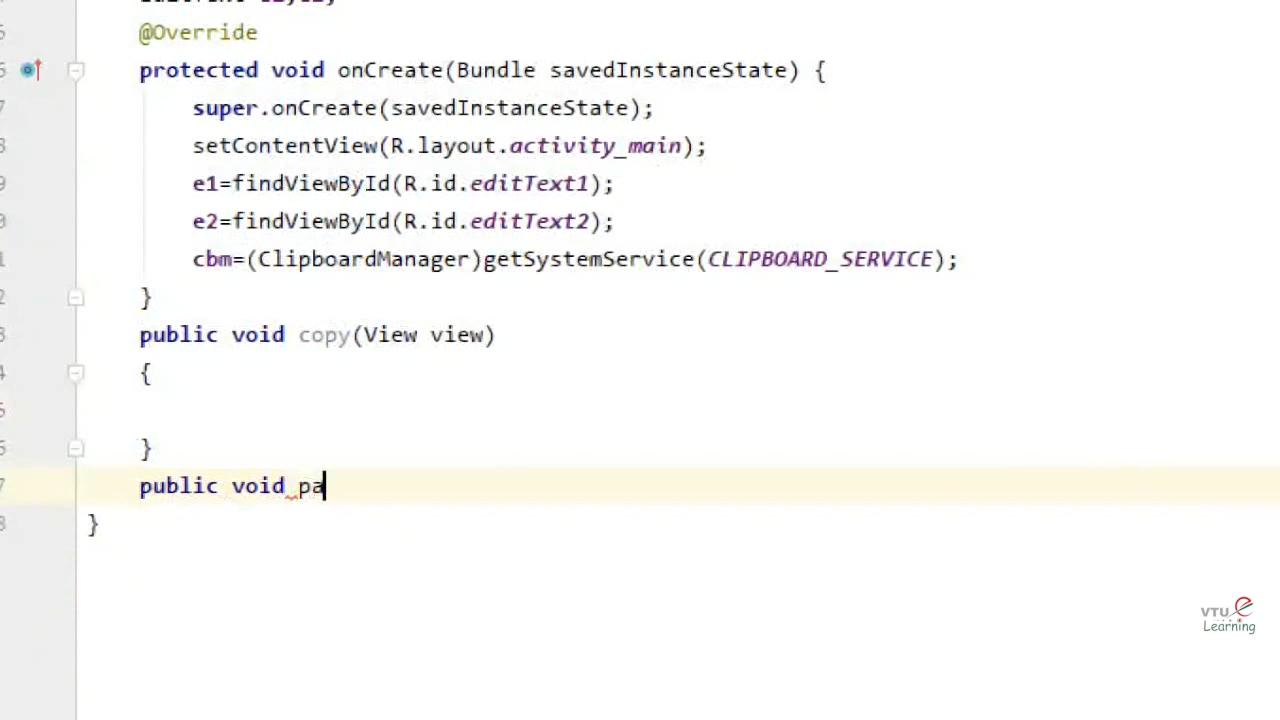 @Override
protected void onCreate(Bundle savedInstanceState) {
super.onCreate(savedInstanceState);
setContentView(R.layout.activity_main);
e1=findViewById(R.id.editText1);
e2=findViewById(R.id.editText2);
cbm=(ClipboardManager)getSystemService(CLIPBOARD_SERVICE);
}
public void copy(View view)
{
}
public void pa
}
VTU e
Learning